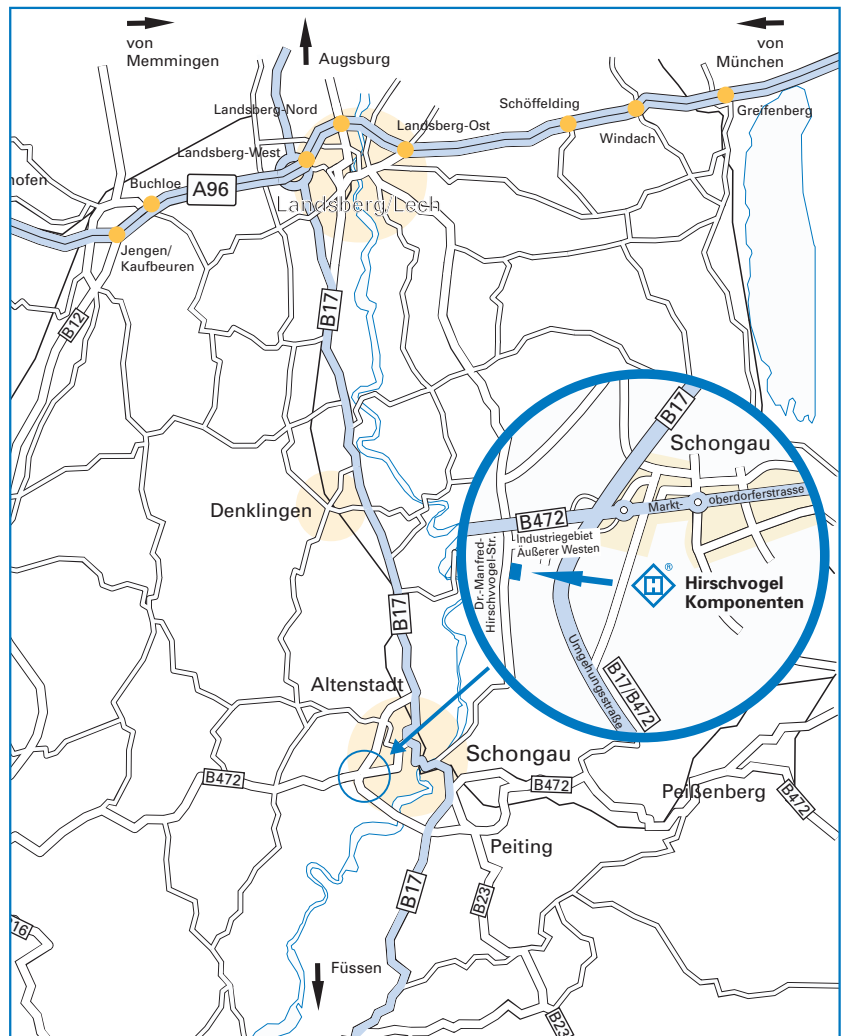 von
Memmingen
Augsburg
von
München
Landsberg-Nord
Landsberg-Ost
Schöffelding
Windach
Greifenberg
Landsberg-West
hofen
Buchloe
A96
Landsberg/Lech
Jengen/
Kaufbeuren
B12
B17
B17
Schongau
Markt-
oberdorferstrasse
B472
Industriegebiet
Äußerer Westen
Dr.-Manfred-
Hirschvvogel-Str.
H
®
Hirschvogel
Komponenten
Umgehungsstraße
B17/B472
Denklingen
B17
Altenstadt
Schongau
B472
B472
Peißenberg
B472
Peiting
B17
B23
16
Füssen
B23